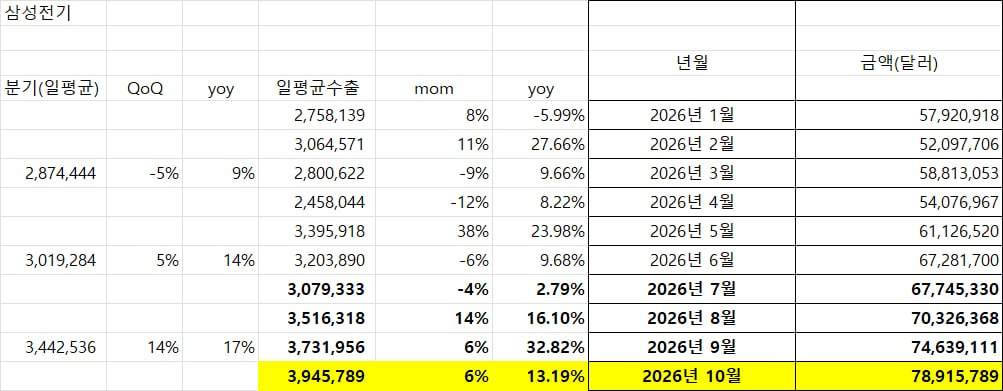 삼성전기
년월 금액(달러)
분기(일평균) QoQ yoy 일평균수출 mom yoy
2,758,139 8% -5.99% 2026년 1월 57,920,918
3,064,571 11% 27.66% 2026년 2월 52,097,706
2,874,444 -5% 9% 2,800,622 -9% 9.66% 2026년 3월 58,813,053
2,458,044 -12% 8.22% 2026년 4월 54,076,967
3,395,918 38% 23.98% 2026년 5월 61,126,520
3,019,284 5% 14% 3,203,890 -6% 9.68% 2026년 6월 67,281,700
3,079,333 -4% 2.79% 2026년 7월 67,745,330
3,516,318 14% 16.10% 2026년 8월 70,326,368
3,442,536 14% 17% 3,731,956 6% 32.82% 2026년 9월 74,639,111
3,945,789 6% 13.19% 2026년 10월 78,915,789